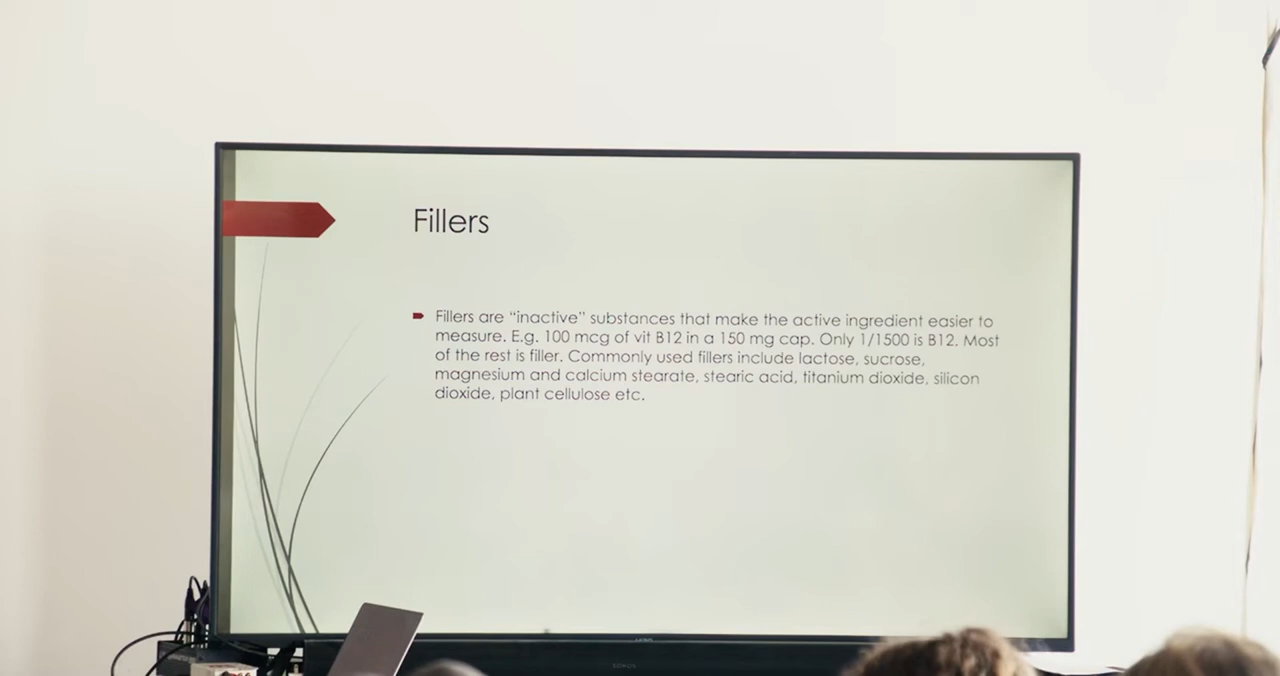 Fillers
Fillers are “inactive” substances that make the active ingredient easier to
measure. E.g. 100 mcg of vit B12 in a 150 mg cap. Only 1/1500 is B12. Most
of the rest is filler. Commonly used fillers include lactose, sucrose,
magnesium and calcium stearate, stearic acid, titanium dioxide, silicon
dioxide, plant cellulose etc.
SONOS